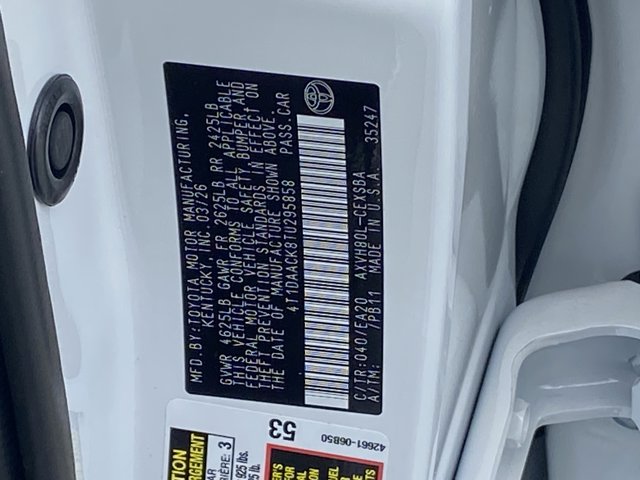 MFD.BY:TOYOTA MOTOR MANUFACTURING,
KENTUCKY, INC. 03/26
GVWR 4625LB GAWR FR 2625LB RR 2425LB
THIS VEHICLE CONFORMS TO ALL APPLICABLE
FEDERAL MOTOR VEHICLE SAFETY, BUMPER, AND
THEFT PREVENTION STANDARDS IN EFFECT ON
THE DATE OF MANUFACTURE SHOWN ABOVE.
4T1DAACK8TU295858 PASS.CAR
C/TR:040/EA20 AXVH80L-CEXSBA
A/TM: /PB11 MADE IN U.S.A. 35247
53
42661-06B50
3